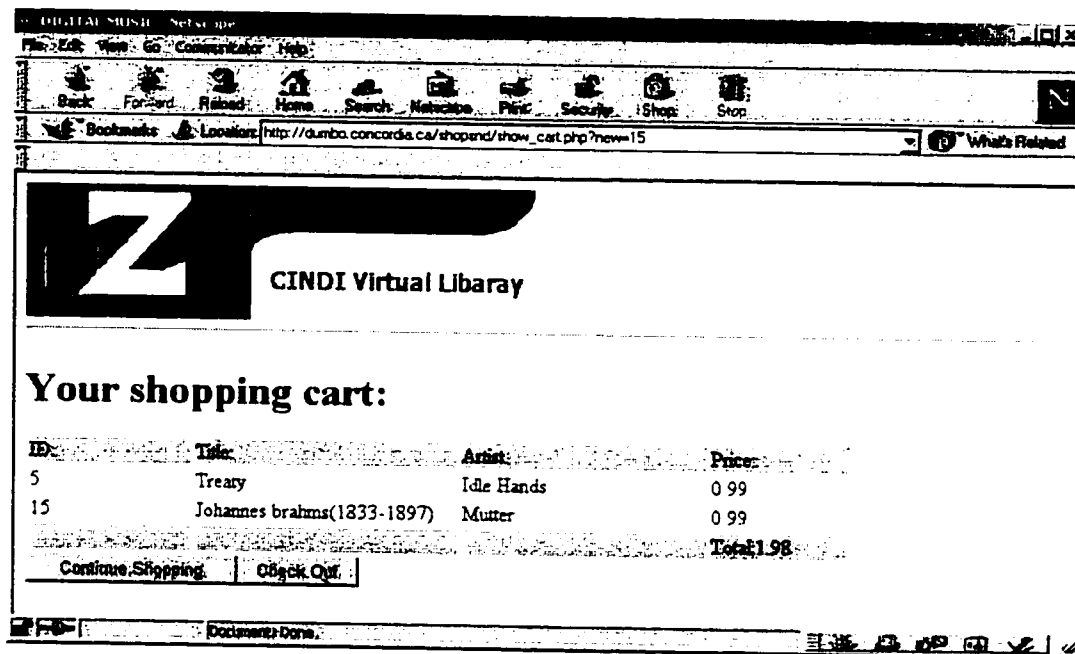 DIGITAL MUSIC - Netscape
File Edit View Go Communicator Help
Back Forward Reload Home Search Netscape Print Security Shop Stop
Bookmarks Location: http://dumbo.concordia.ca/shopsnd/show_cart.php?new=15 What's Related
Z
CINDI Virtual Libaray
Your shopping cart:
ID: Title: Artist: Price:
5 Treaty Idle Hands 0 99
15 Johannes brahms(1833-1897) Mutter 0 99
Total:1.98
Continue Shopping Check Out
Document: Done.